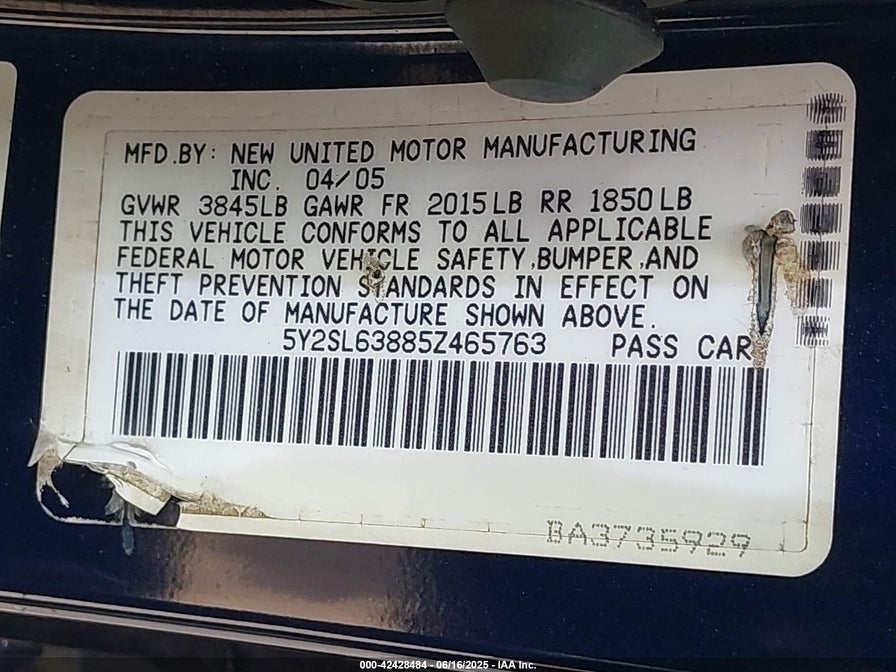 MFD.BY: NEW UNITED MOTOR MANUFACTURING
INC. 04/05
GVWR 3845LB GAWR FR 2015LB RR 1850LB
THIS VEHICLE CONFORMS TO ALL APPLICABLE
FEDERAL MOTOR VEHICLE SAFETY,BUMPER,AND
THEFT PREVENTION STANDARDS IN EFFECT ON
THE DATE OF MANUFACTURE SHOWN ABOVE.
5Y2SL63885Z465763 PASS CAR
BA3735929
000-42428484 - 06/16/2025 - IAA Inc.